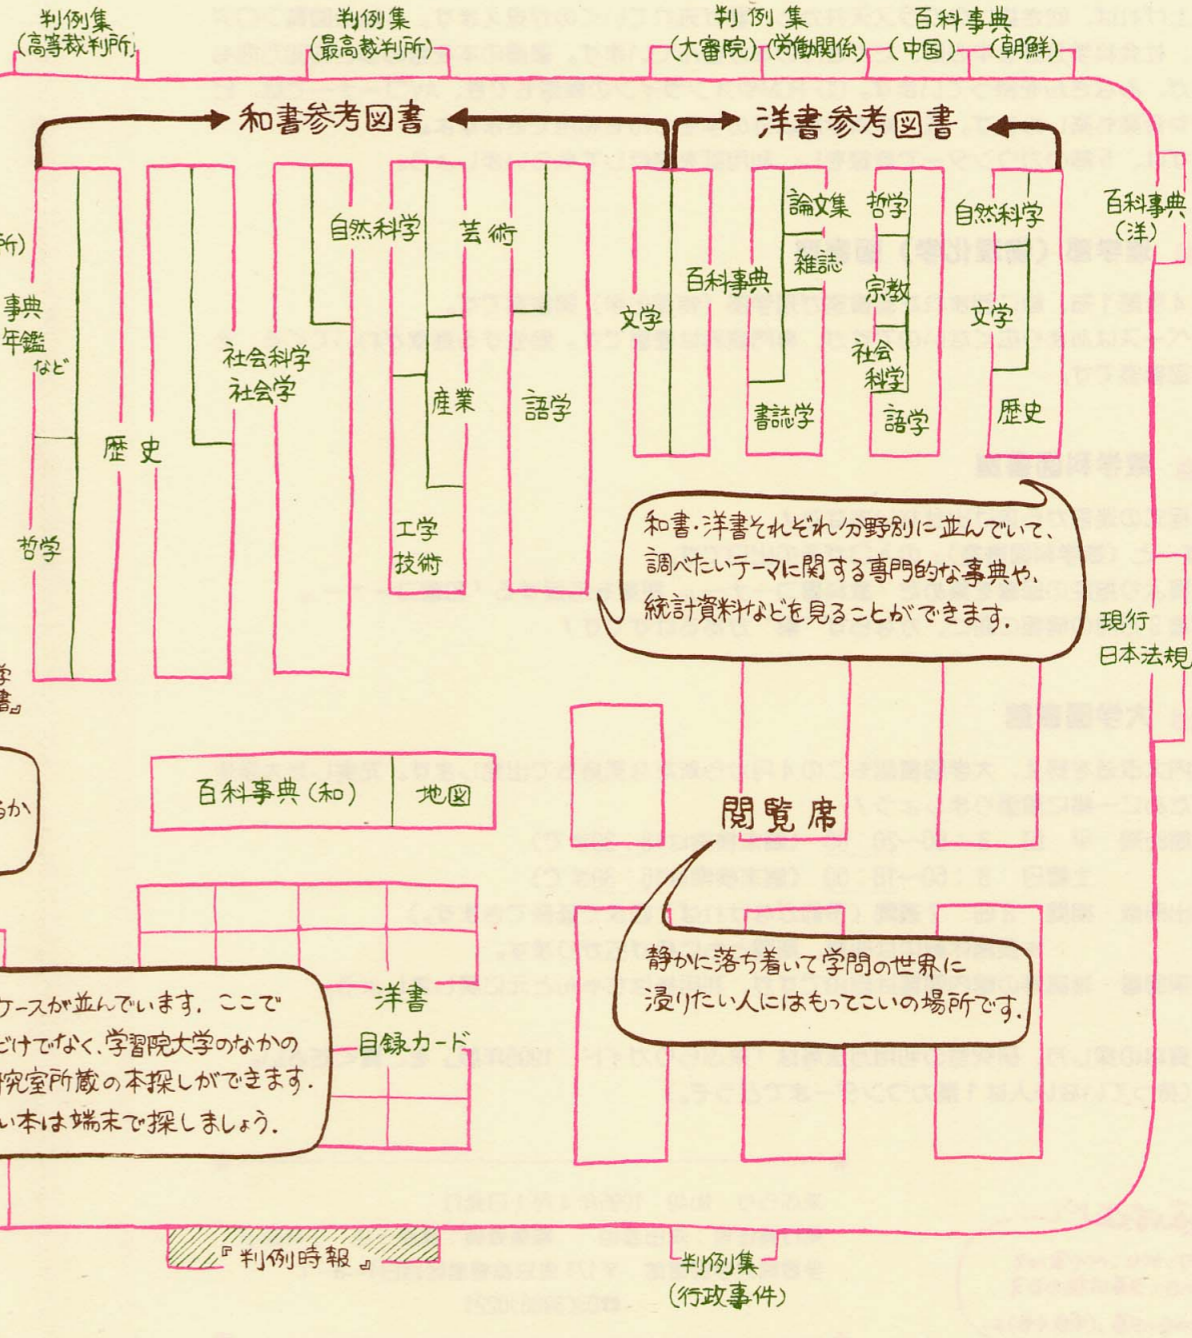 判例集
(高等裁判所)
判例集
(最高裁判所)
判例集
(大審院)
(労働関係)
百科事典
(中国)
(朝鮮)
和書参考図書
洋書参考図書
所)
事典
年鑑
など
哲学
歴史
社会科学
社会学
自然科学
芸術
産業
工学
技術
語学
文学
百科事典
論文集
雑誌
書誌学
哲学
宗教
社会
科学
語学
自然科学
文学
歴史
百科事典
(洋)
和書・洋書それぞれ分野別に並んでいて、
調べたいテーマに関する専門的な事典や、
統計資料などを見ることができます.
現行
日本法規
学
書』
るか
百科事典(和)
地図
閲覧席
静かに落ち着いて学問の世界に
浸りたい人にはもってこいの場所です.
ケースが並んでいます. ここで
だけでなく、学習院大学のなかの
研究室所蔵の本探しができます.
い本は端末で探しましょう.
洋書
目録カード
『判例時報』
判例集
(行政事件)